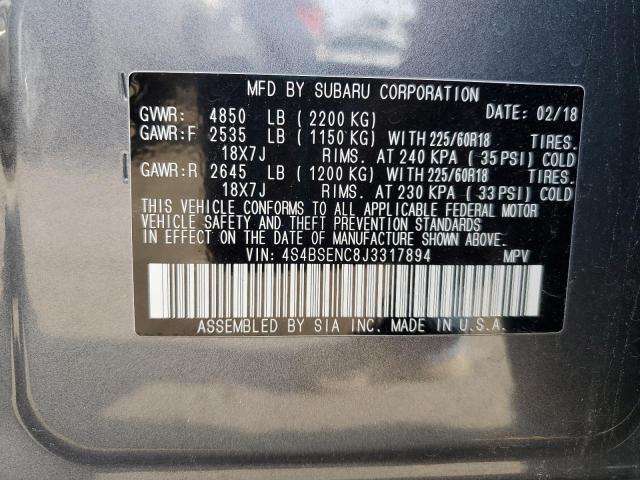 MFD BY SUBARU CORPORATION
GVWR: 4850 LB (2200 KG) DATE: 02/18
GAWR:F 2535 LB (1150 KG) WITH 225/60R18 TIRES.
18X7J RIMS. AT 240 KPA (35 PSI) COLD
GAWR:R 2645 LB (1200 KG) WITH 225/60R18 TIRES.
18X7J RIMS. AT 230 KPA (33 PSI) COLD
THIS VEHICLE CONFORMS TO ALL APPLICABLE FEDERAL MOTOR
VEHICLE SAFETY AND THEFT PREVENTION STANDARDS
IN EFFECT ON THE DATE OF MANUFACTURE SHOWN ABOVE.
VIN: 4S4BSENC8J3317894 MPV
ASSEMBLED BY SIA INC. MADE IN U.S.A.